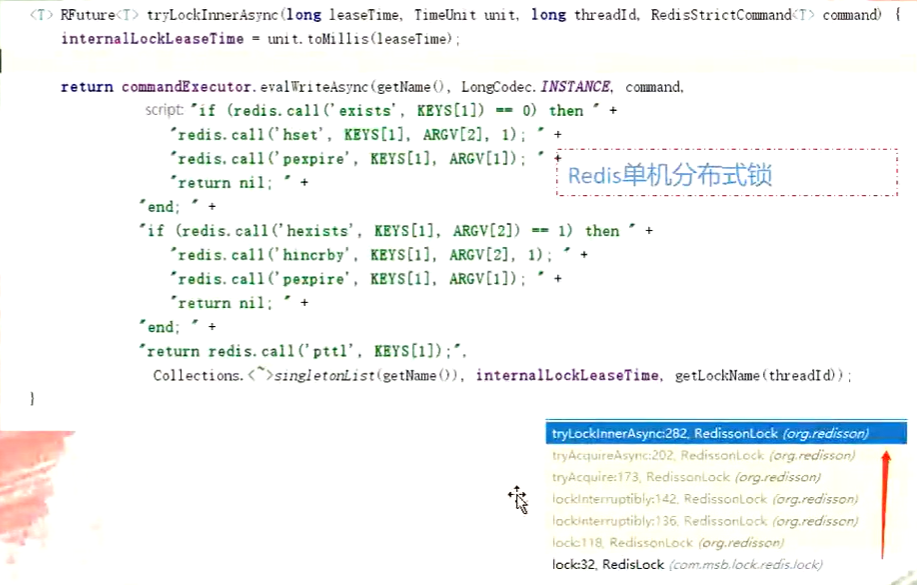 <T> RFuture<T> tryLockInnerAsync(long leaseTime, TimeUnit unit, long threadId, RedisStrictCommand<T> command) {
internalLockLeaseTime = unit.toMillis(leaseTime);
return commandExecutor.evalWriteAsync(getName(), LongCodec.INSTANCE, command,
script: "if (redis.call('exists', KEYS[1]) == 0) then " +
"redis.call('hset', KEYS[1], ARGV[2], 1); " +
"redis.call('pexpire', KEYS[1], ARGV[1]); " +
Redis单机分布式锁
"return nil; " +
"end; " +
"if (redis.call('hexists', KEYS[1], ARGV[2]) == 1) then " +
"redis.call('hincrby', KEYS[1], ARGV[2], 1); " +
"redis.call('pexpire', KEYS[1], ARGV[1]); " +
"return nil; " +
"end; " +
"return redis.call('pttl', KEYS[1]);",
Collections.<~>singletonList(getName()), internalLockLeaseTime, getLockName(threadId));
}
tryLockInnerAsync:282, RedissonLock (org.redisson)
tryAcquireAsync:202, RedissonLock (org.redisson)
tryAcquire:173, RedissonLock (org.redisson)
lockInterruptibly:142, RedissonLock (org.redisson)
lockInterruptibly:136, RedissonLock (org.redisson)
lock:118, RedissonLock (org.redisson)
lock:32, RedisLock (com.msb.lock.redis.lock)